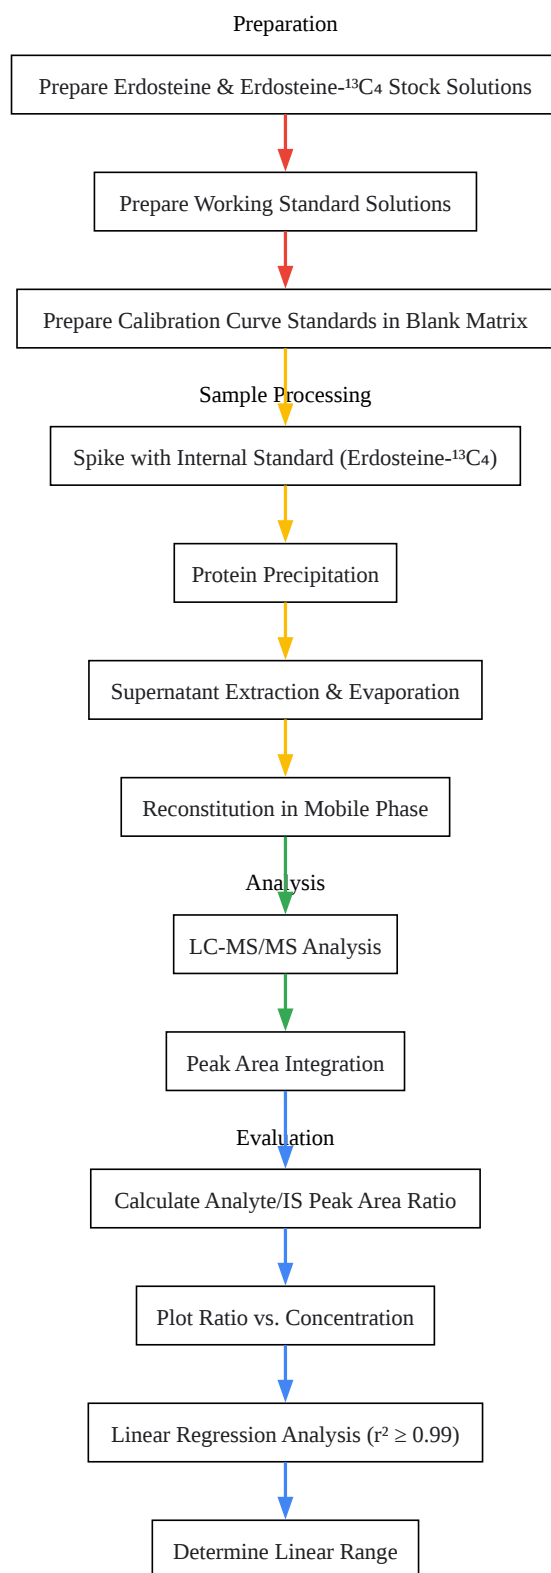 Preparation
Prepare Erdosteine & Erdosteine-¹³C₄ Stock Solutions
Prepare Working Standard Solutions
Prepare Calibration Curve Standards in Blank Matrix
Sample Processing
Spike with Internal Standard (Erdosteine-¹³C₄)
Protein Precipitation
Supernatant Extraction & Evaporation
Reconstitution in Mobile Phase
Analysis
LC-MS/MS Analysis
Peak Area Integration
Evaluation
Calculate Analyte/IS Peak Area Ratio
Plot Ratio vs. Concentration
Linear Regression Analysis (r² ≥ 0.99)
Determine Linear Range